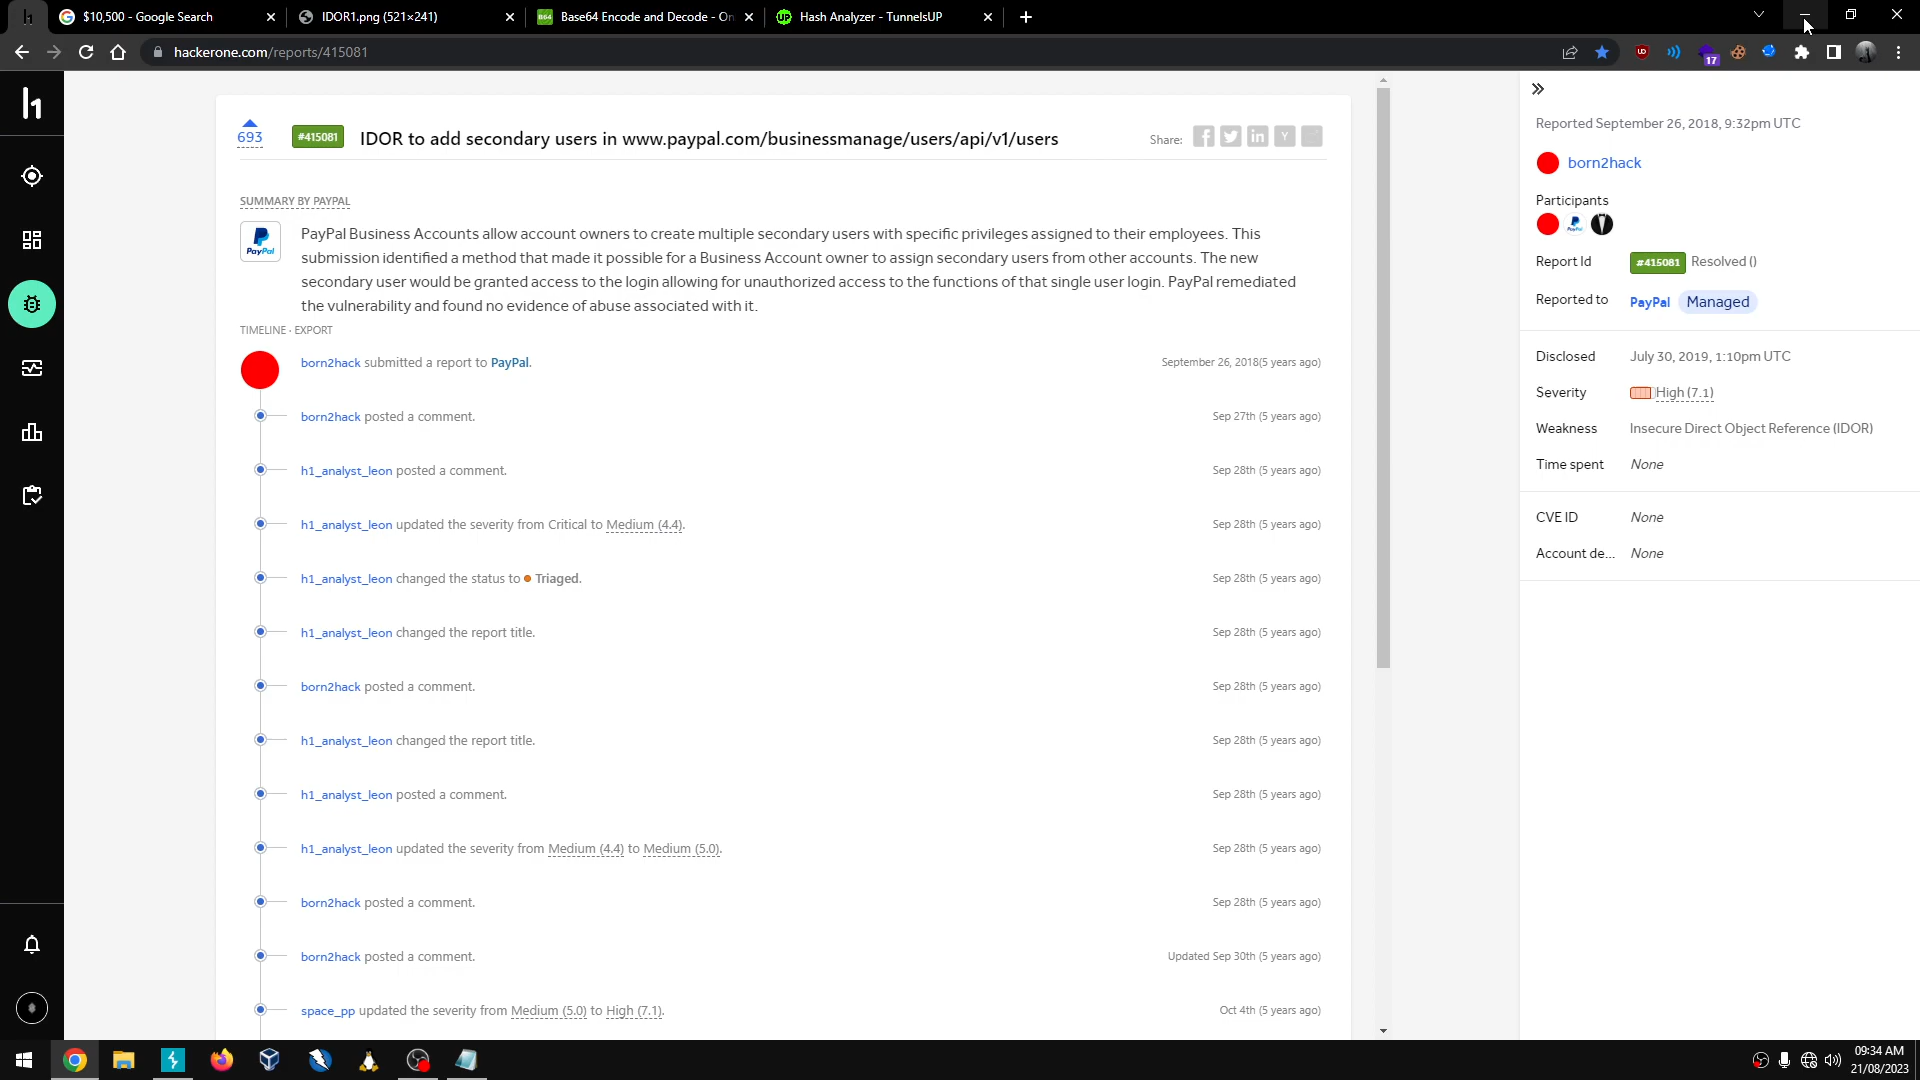 $10,500 - Google Search
IDOR1.png (521×241)
Base64 Encode and Decode - On
Hash Analyzer - TunnelsUP
hackerone.com/reports/415081
17
693
#415081
IDOR to add secondary users in www.paypal.com/businessmanage/users/api/v1/users
Share:
SUMMARY BY PAYPAL
PayPal
PayPal Business Accounts allow account owners to create multiple secondary users with specific privileges assigned to their employees. This
submission identified a method that made it possible for a Business Account owner to assign secondary users from other accounts. The new
secondary user would be granted access to the login allowing for unauthorized access to the functions of that single user login. PayPal remediated
the vulnerability and found no evidence of abuse associated with it.
TIMELINE · EXPORT
born2hack submitted a report to PayPal. September 26, 2018(5 years ago)
born2hack posted a comment. Sep 27th (5 years ago)
h1_analyst_leon posted a comment. Sep 28th (5 years ago)
h1_analyst_leon updated the severity from Critical to Medium (4.4). Sep 28th (5 years ago)
h1_analyst_leon changed the status to Triaged. Sep 28th (5 years ago)
h1_analyst_leon changed the report title. Sep 28th (5 years ago)
born2hack posted a comment. Sep 28th (5 years ago)
h1_analyst_leon changed the report title. Sep 28th (5 years ago)
h1_analyst_leon posted a comment. Sep 28th (5 years ago)
h1_analyst_leon updated the severity from Medium (4.4) to Medium (5.0). Sep 28th (5 years ago)
born2hack posted a comment. Sep 28th (5 years ago)
born2hack posted a comment. Updated Sep 30th (5 years ago)
space_pp updated the severity from Medium (5.0) to High (7.1). Oct 4th (5 years ago)
Reported September 26, 2018, 9:32pm UTC
born2hack
Participants
Report Id #415081 Resolved ()
Reported to PayPal Managed
Disclosed July 30, 2019, 1:10pm UTC
Severity High (7.1)
Weakness Insecure Direct Object Reference (IDOR)
Time spent None
CVE ID None
Account de... None
09:34 AM
21/08/2023